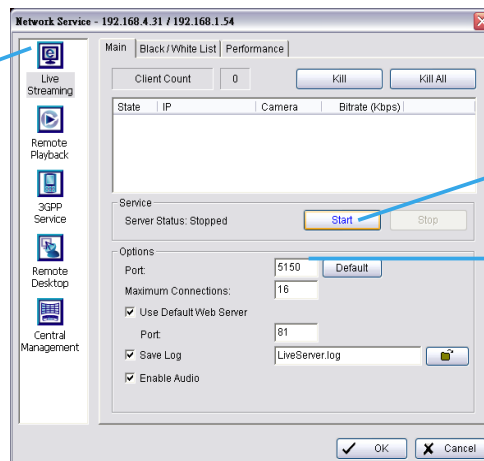 Network Service - 192.168.4.31 / 192.168.1.54
Live
Streaming
Remote
Playback
3GPP
Service
Remote
Desktop
Central
Management
Main Black/White List Performance
Client Count 0 Kill Kill All
State IP Camera Bitrate (Kbps)
Service
Server Status: Stopped Start Stop
Options
Port: 5150 Default
Maximum Connections: 16
Use Default Web Server
Port: 81
Save Log LiveServer.log
Enable Audio
OK Cancel